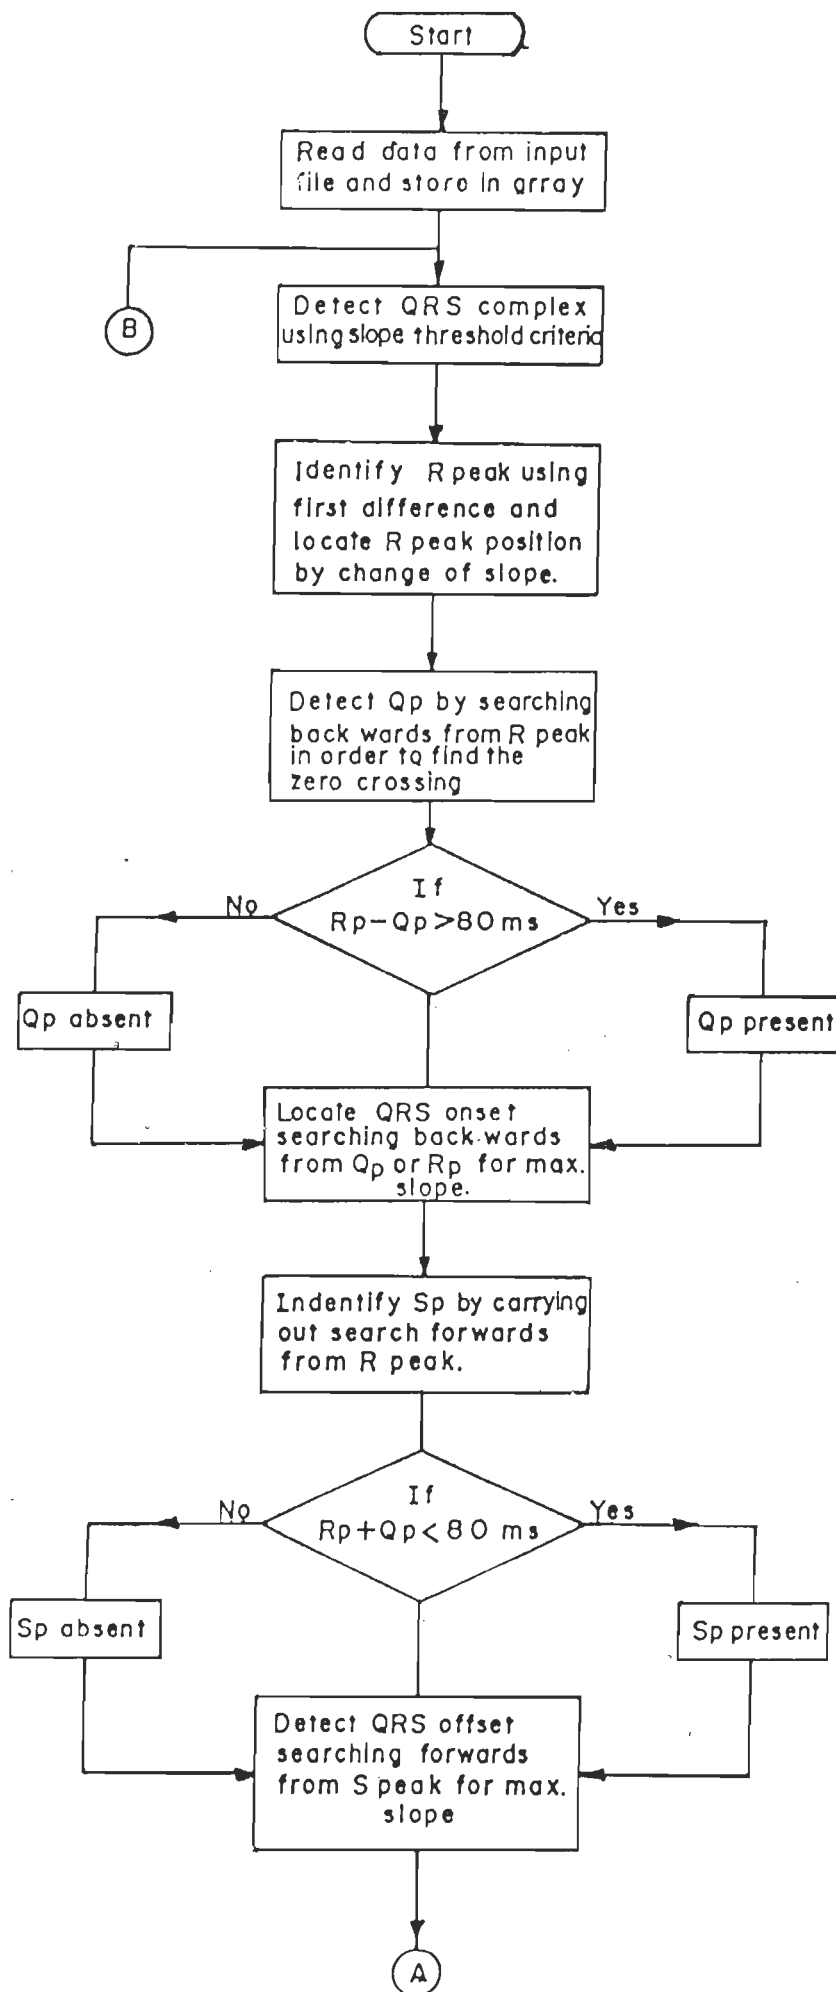 Start
Read data from input
file and store in array
B
Detect QRS complex
using slope threshold criteria
Identify R peak using
first difference and
locate R peak position
by change of slope.
Detect Qp by searching
back wards from R peak
in order to find the
zero crossing
If
Rp-Qp>80 ms
No
Yes
Qp absent
Qp present
Locate QRS onset
searching back wards
from Qp or Rp for max.
slope.
Indentify Sp by carrying
out search forwards
from R peak.
If
Rp+Qp<80 ms
No
Yes
Sp absent
Sp present
Detect QRS offset
searching forwards
from S peak for max.
slope
A